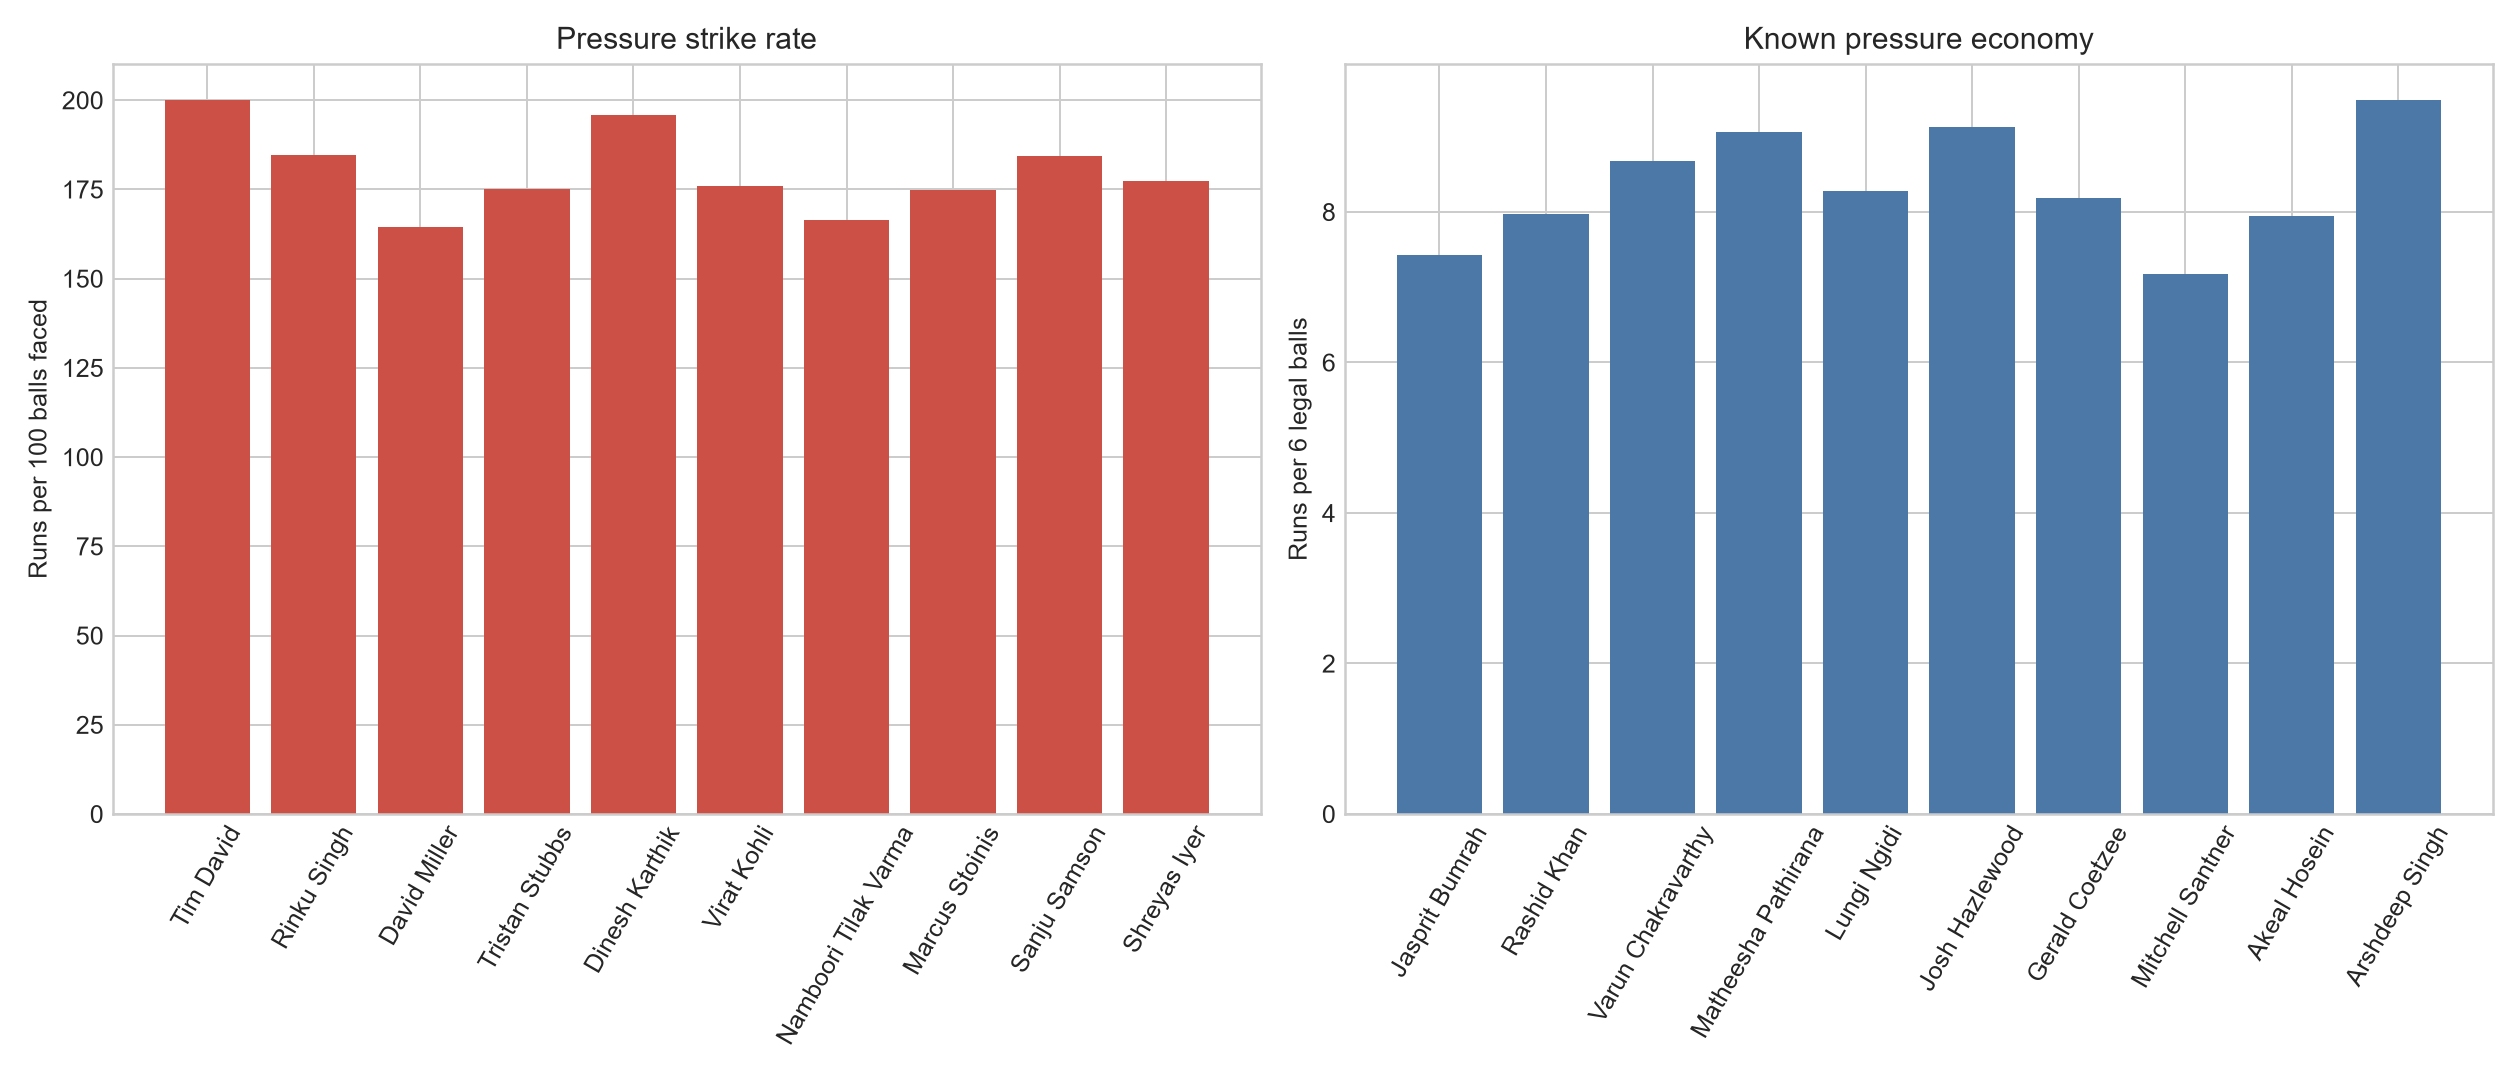 Pressure strike rate
Runs per 100 balls faced
200
175
150
125
100
75
50
25
0
Tim David
Rinku Singh
David Miller
Tristan Stubbs
Dinesh Karthik
Virat Kohli
Namboori Tilak Varma
Marcus Stoinis
Sanju Samson
Shreyas Iyer
Known pressure economy
Runs per 6 legal balls
8
6
4
2
0
Jasprit Bumrah
Rashid Khan
Varun Chakravarthy
Matheesha Pathirana
Lungi Ngidi
Josh Hazlewood
Gerald Coetzee
Mitchell Santner
Akeal Hosein
Arshdeep Singh